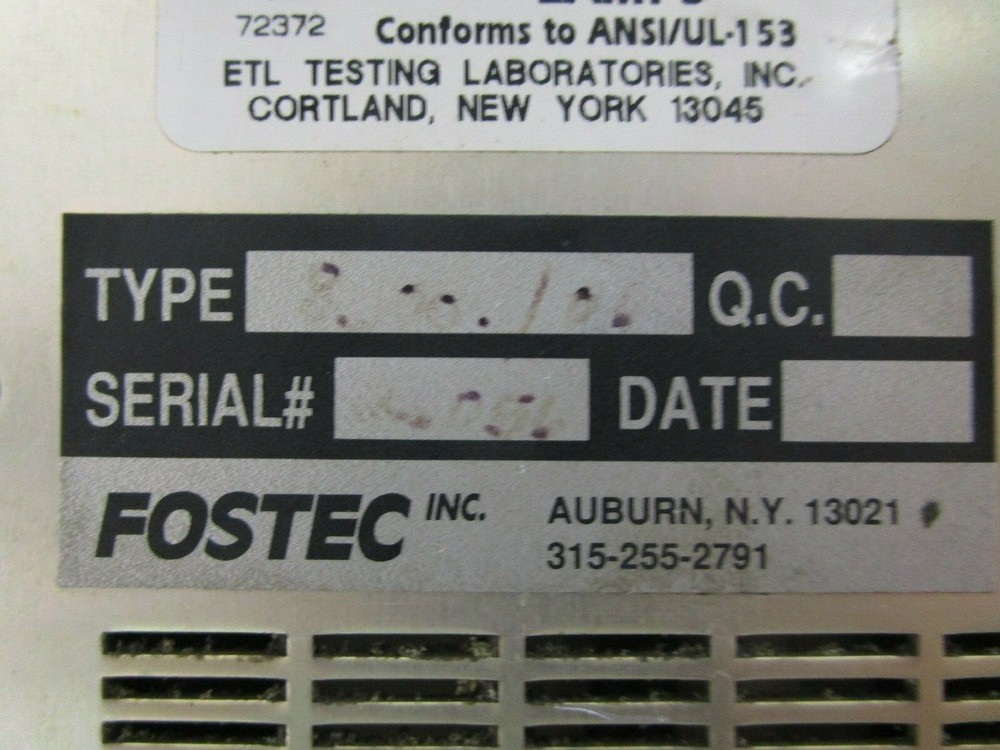 72372 Conforms to ANSI/UL-153
ETL TESTING LABORATORIES, INC.
CORTLAND, NEW YORK 13045
TYPE Q.C.
SERIAL# DATE
FOSTEC INC. AUBURN, N.Y. 13021
315-255-2791